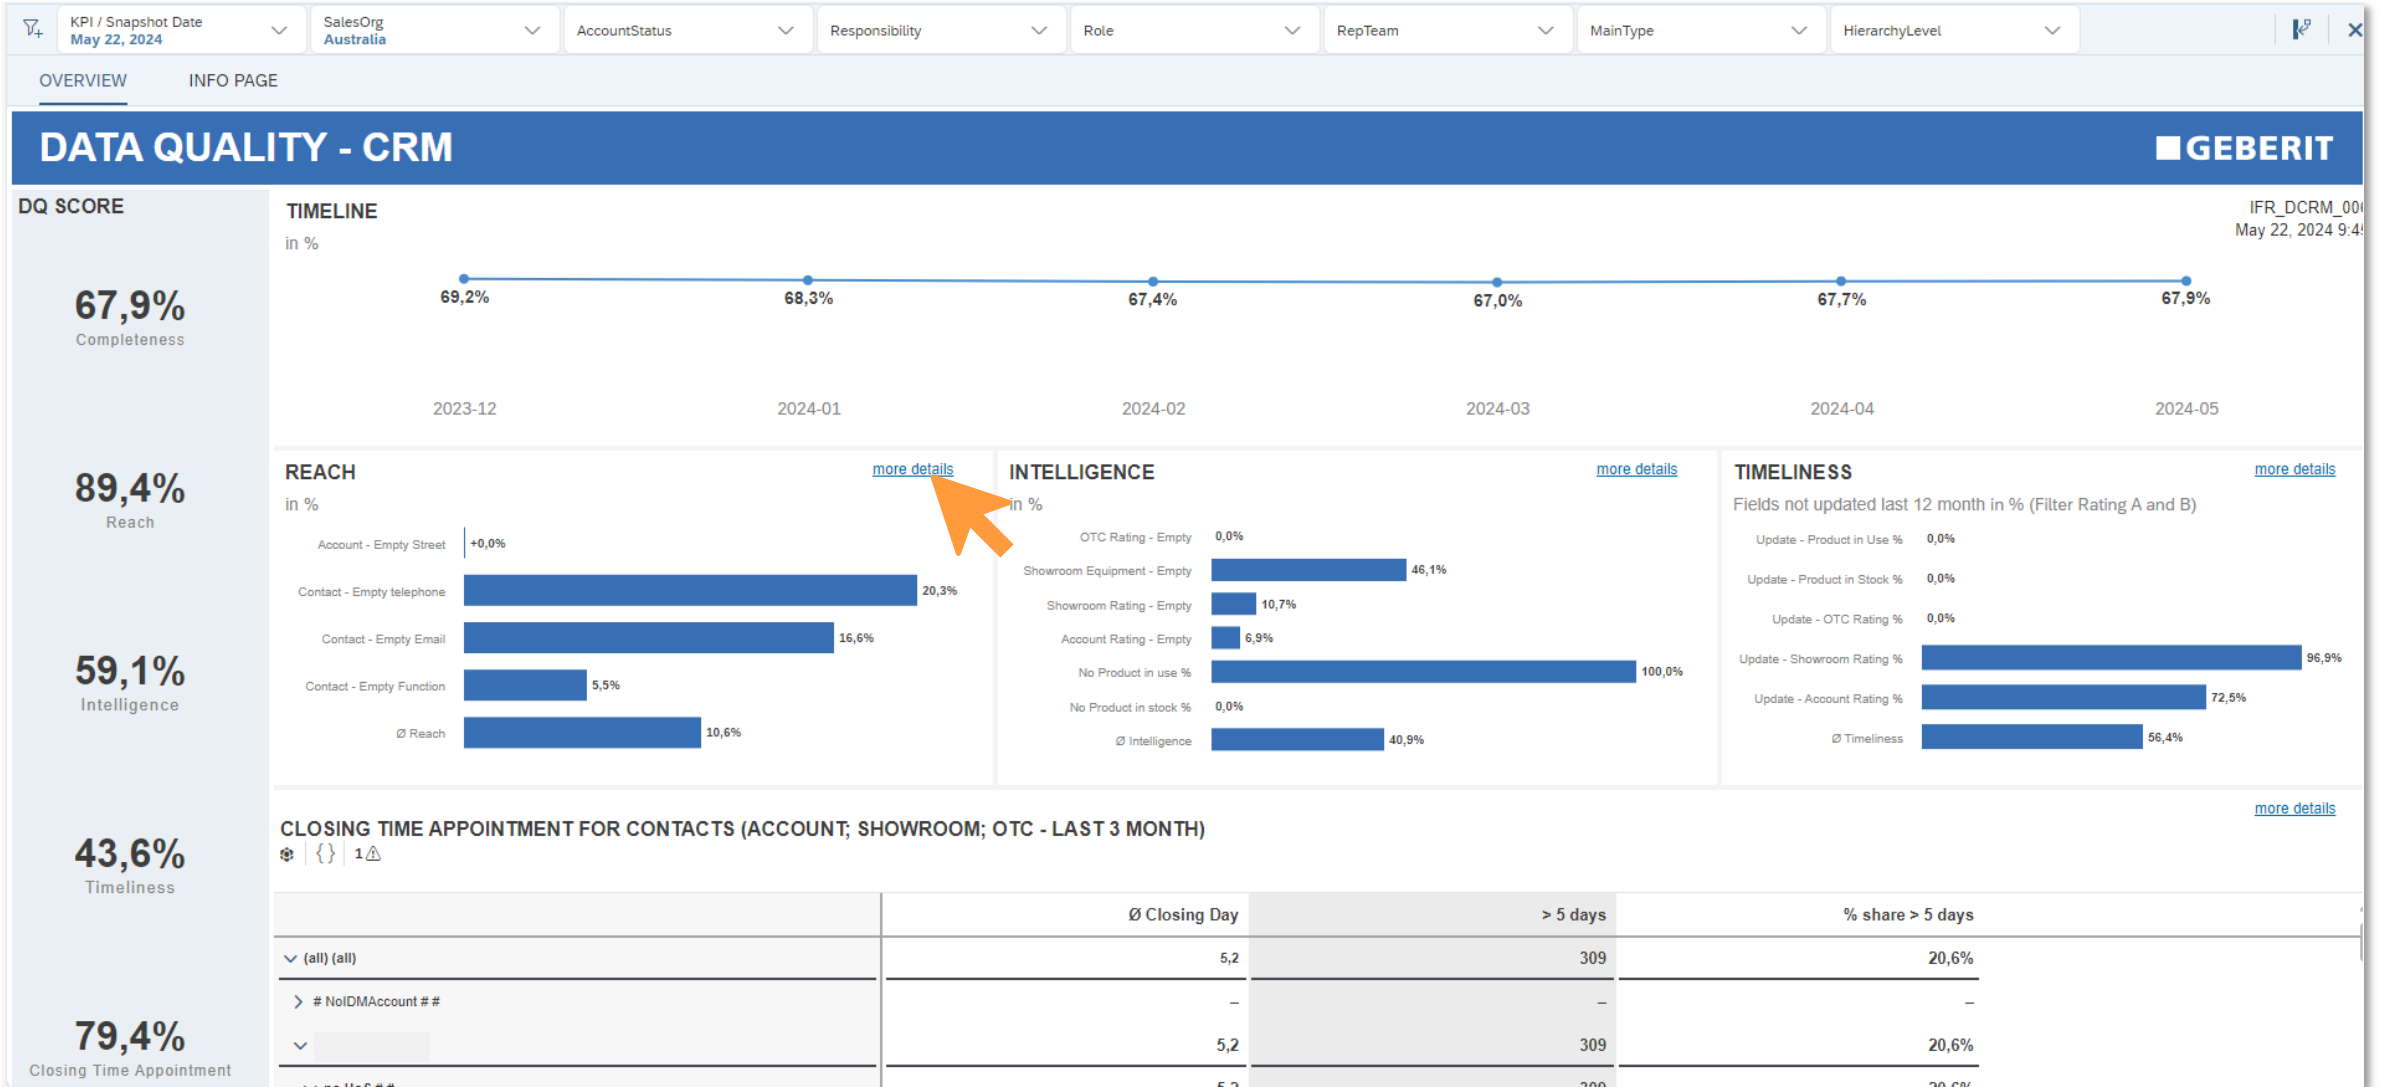 KPI / Snapshot Date
May 22, 2024
SalesOrg
Australia
AccountStatus
Responsibility
Role
RepTeam
MainType
HierarchyLevel
OVERVIEW
INFO PAGE
DATA QUALITY - CRM
GEBERIT
DQ SCORE
67,9%
Completeness
89,4%
Reach
59,1%
Intelligence
43,6%
Timeliness
79,4%
Closing Time Appointment
TIMELINE
in %
IFR_DCRM_00
May 22, 2024 9:4
69,2%
68,3%
67,4%
67,0%
67,7%
67,9%
2023-12
2024-01
2024-02
2024-03
2024-04
2024-05
REACH
more details
in %
Account - Empty Street
+0,0%
Contact - Empty telephone
20,3%
Contact - Empty Email
16,6%
Contact - Empty Function
5,5%
Ø Reach
10,6%
INTELLIGENCE
more details
in %
OTC Rating - Empty
0,0%
Showroom Equipment - Empty
46,1%
Showroom Rating - Empty
10,7%
Account Rating - Empty
6,9%
No Product in use %
100,0%
No Product in stock %
0,0%
Ø Intelligence
40,9%
TIMELINESS
more details
Fields not updated last 12 month in % (Filter Rating A and B)
Update - Product in Use %
0,0%
Update - Product in Stock %
0,0%
Update - OTC Rating %
0,0%
Update - Showroom Rating %
96,9%
Update - Account Rating %
72,5%
Ø Timeliness
56,4%
more details
CLOSING TIME APPOINTMENT FOR CONTACTS (ACCOUNT; SHOWROOM; OTC - LAST 3 MONTH)
1
Ø Closing Day
> 5 days
% share > 5 days
(all) (all)
5,2
309
20,6%
# NoIDMAccount # #
–
–
–
5,2
309
20,6%